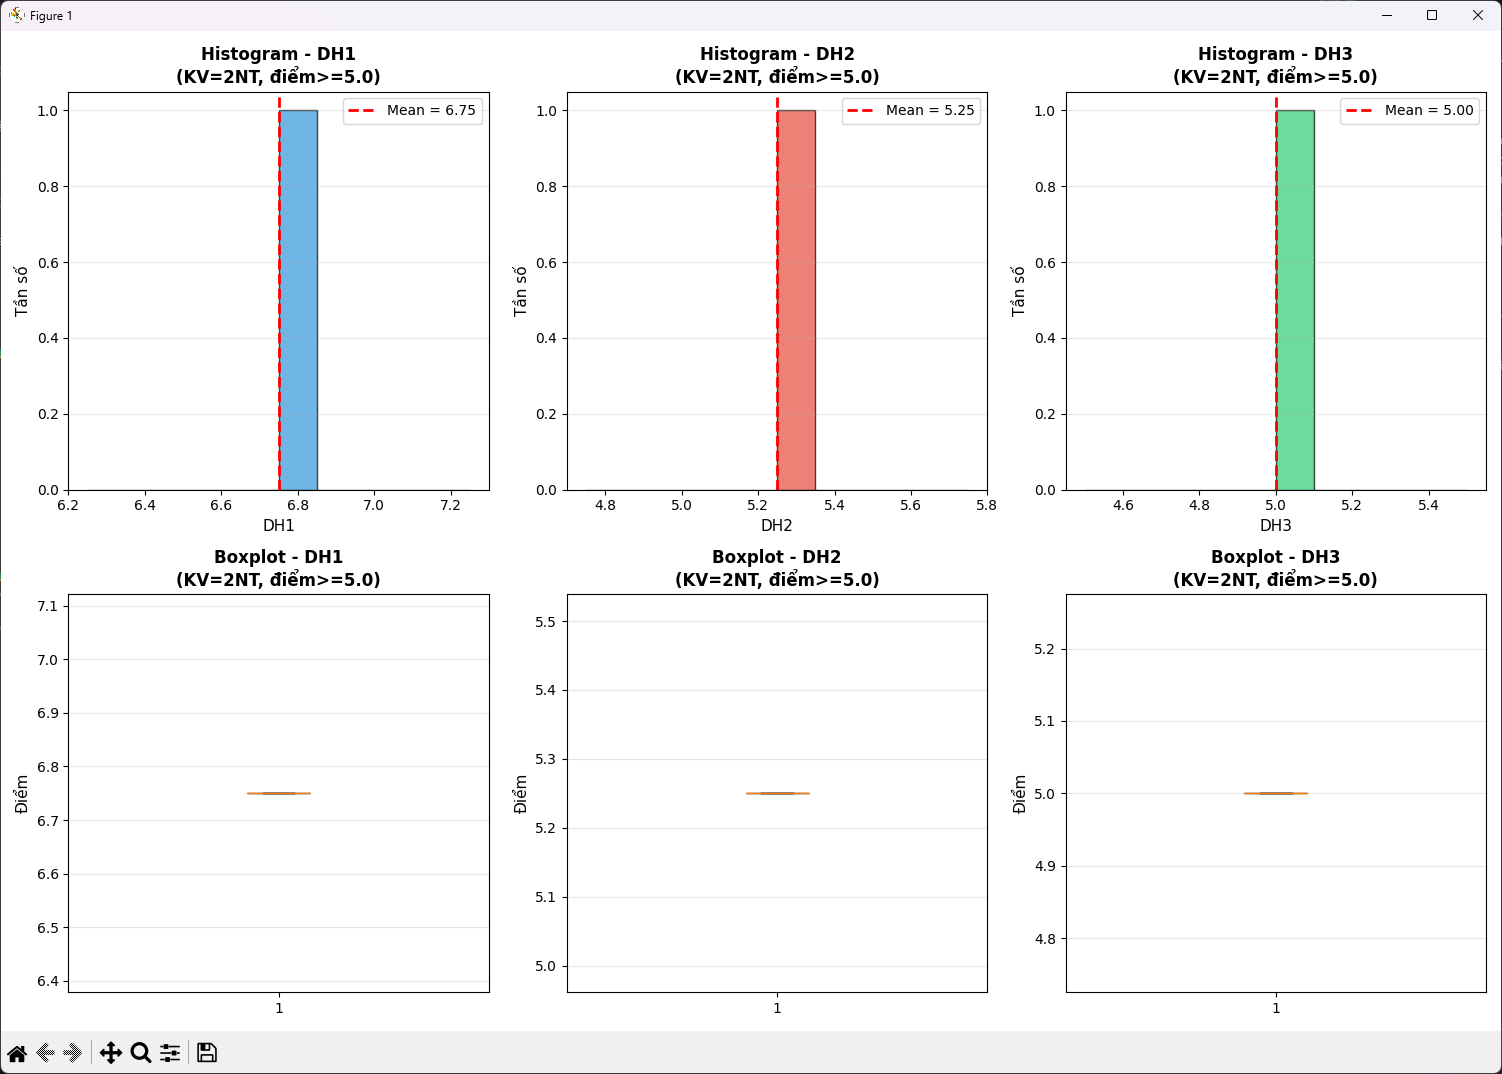 Figure 1
Histogram - DH1
(KV=2NT, điểm>=5.0)
Mean = 6.75
1.0
0.8
0.6
0.4
0.2
0.0
Tần số
6.2 6.4 6.6 6.8 7.0 7.2
DH1
Histogram - DH2
(KV=2NT, điểm>=5.0)
Mean = 5.25
1.0
0.8
0.6
0.4
0.2
0.0
Tần số
4.8 5.0 5.2 5.4 5.6 5.8
DH2
Histogram - DH3
(KV=2NT, điểm>=5.0)
Mean = 5.00
1.0
0.8
0.6
0.4
0.2
0.0
Tần số
4.6 4.8 5.0 5.2 5.4
DH3
Boxplot - DH1
(KV=2NT, điểm>=5.0)
7.1
7.0
6.9
6.8
6.7
6.6
6.5
6.4
Điểm
1
Boxplot - DH2
(KV=2NT, điểm>=5.0)
5.5
5.4
5.3
5.2
5.1
5.0
Điểm
1
Boxplot - DH3
(KV=2NT, điểm>=5.0)
5.2
5.1
5.0
4.9
4.8
Điểm
1